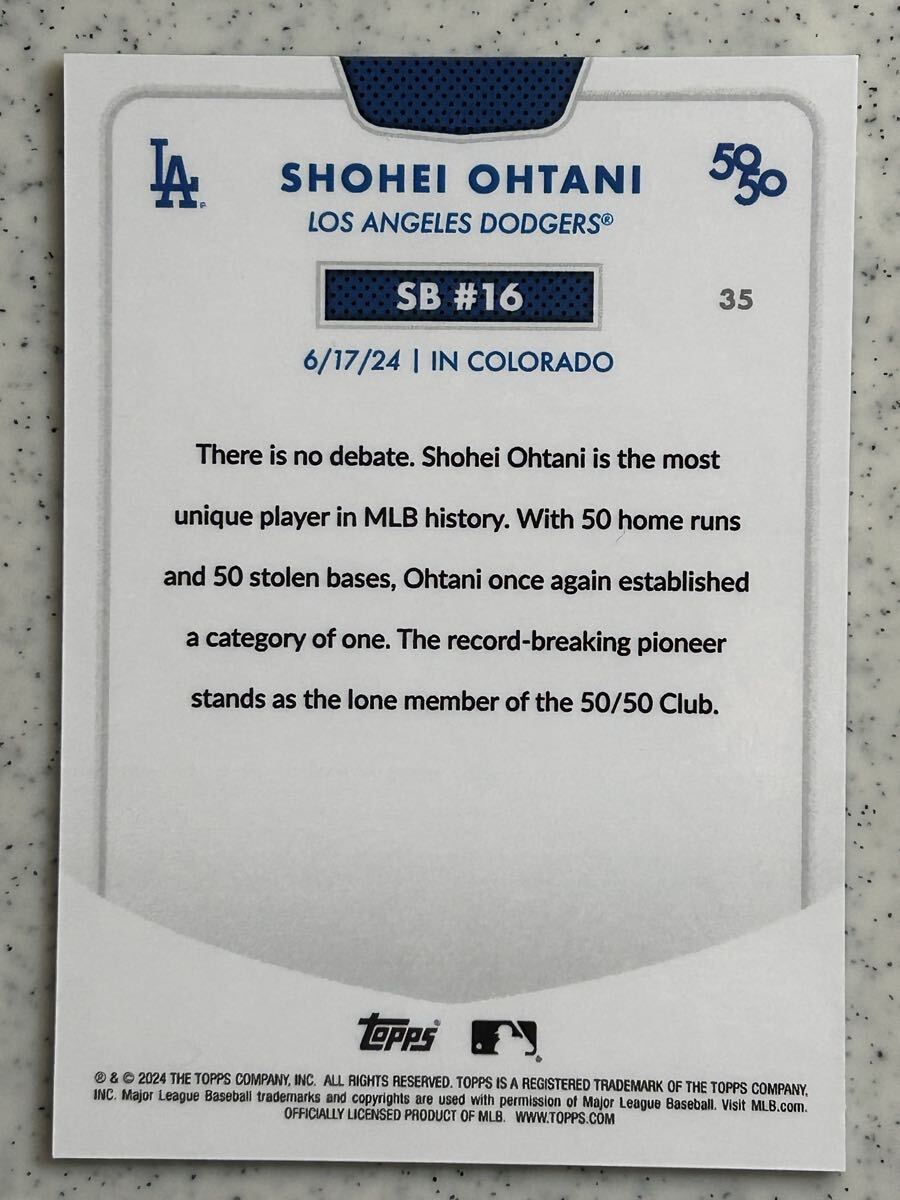 LA
SHOHEI OHTANI
50
50
LOS ANGELES DODGERS®
SB #16
35
6/17/24 | IN COLORADO
There is no debate. Shohei Ohtani is the most
unique player in MLB history. With 50 home runs
and 50 stolen bases, Ohtani once again established
a category of one. The record-breaking pioneer
stands as the lone member of the 50/50 Club.
Topps
® & © 2024 THE TOPPS COMPANY, INC. ALL RIGHTS RESERVED. TOPPS IS A REGISTERED TRADEMARK OF THE TOPPS COMPANY,
INC. Major League Baseball trademarks and copyrights are used with permission of Major League Baseball. Visit MLB.com.
OFFICIALLY LICENSED PRODUCT OF MLB. WWW.TOPPS.COM